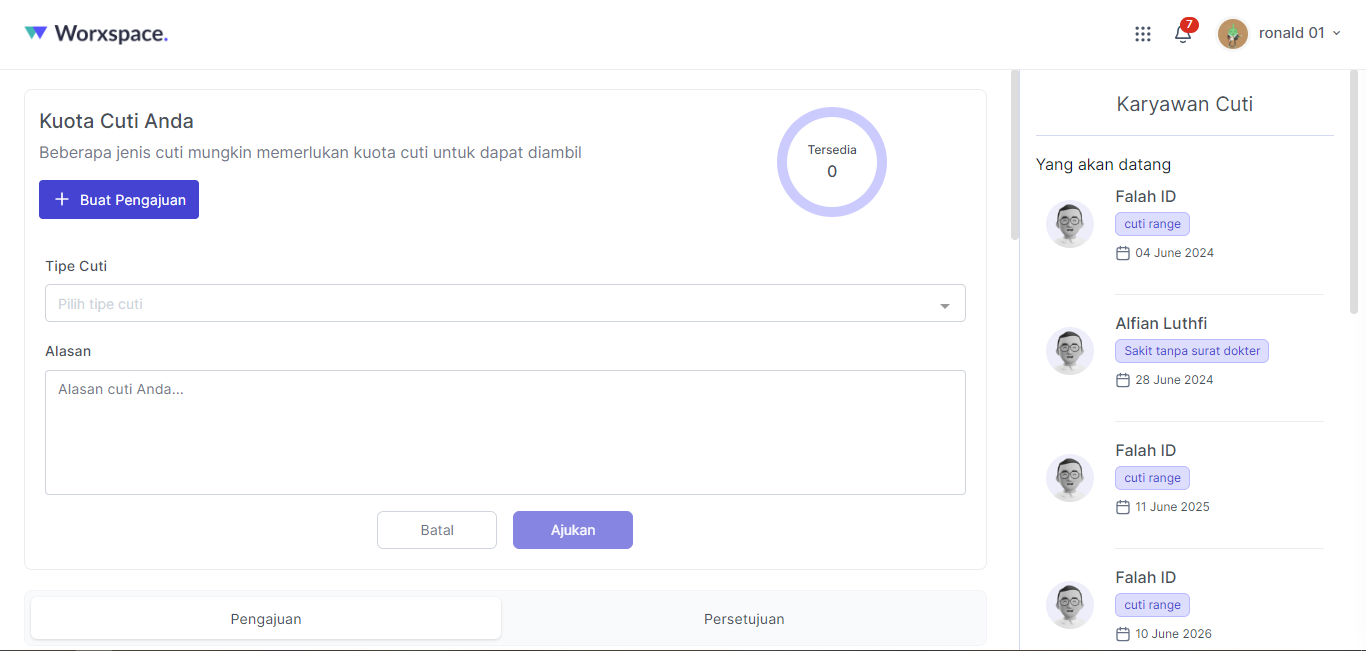 Worxspace.
7
ronald 01
Kuota Cuti Anda
Beberapa jenis cuti mungkin memerlukan kuota cuti untuk dapat diambil
Buat Pengajuan
Tersedia
0
Tipe Cuti
Pilih tipe cuti
Alasan
Alasan cuti Anda...
Batal
Ajukan
Pengajuan
Persetujuan
Karyawan Cuti
Yang akan datang
Falah ID
cuti range
04 June 2024
Alfian Luthfi
Sakit tanpa surat dokter
28 June 2024
Falah ID
cuti range
11 June 2025
Falah ID
cuti range
10 June 2026